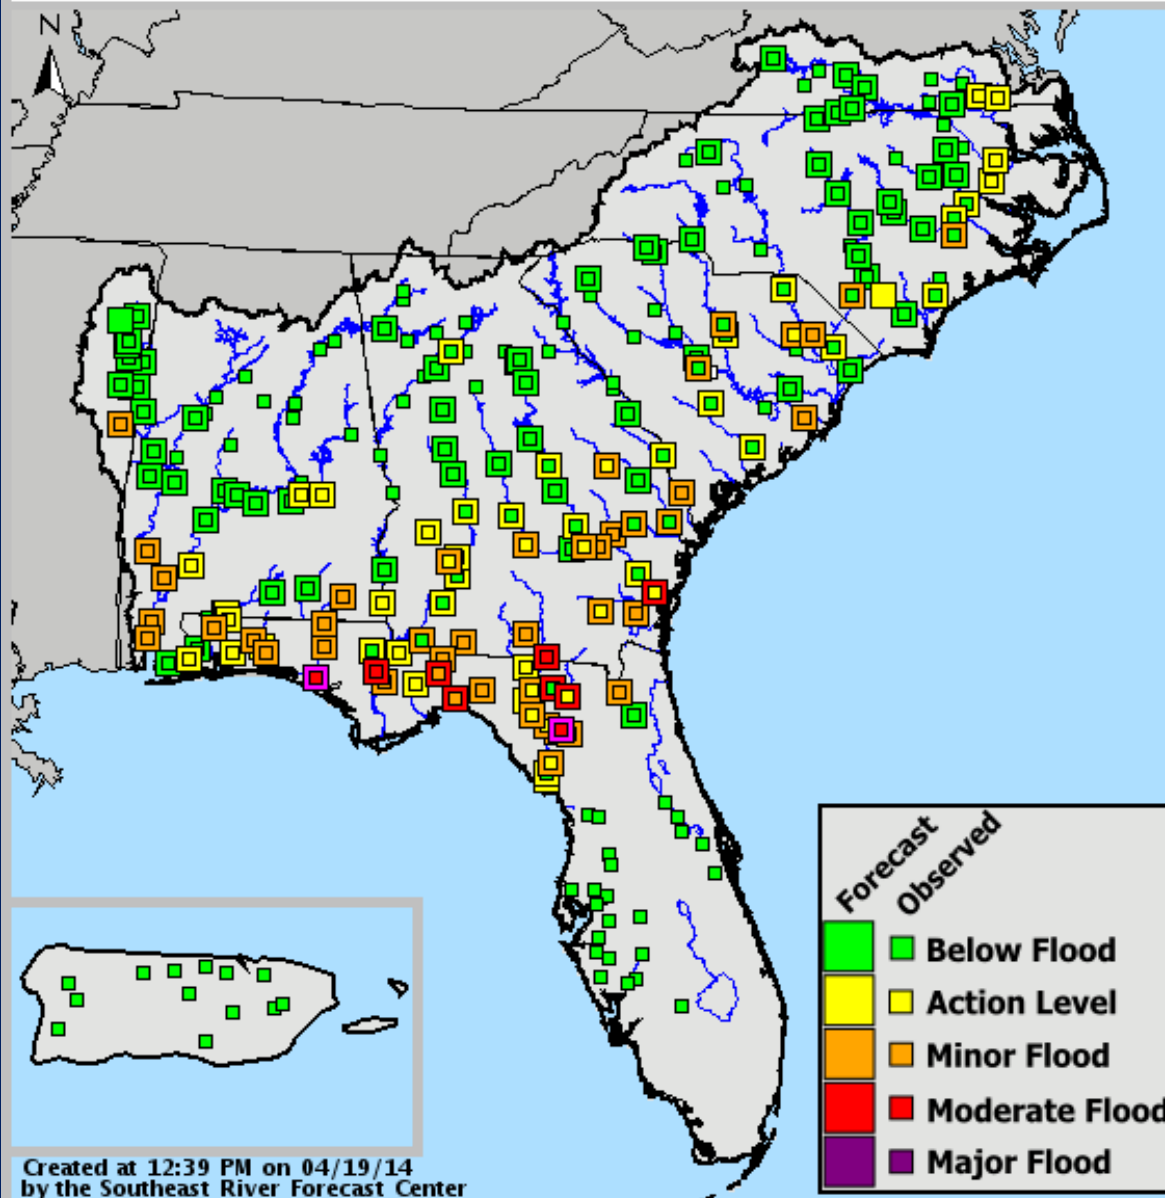 N
Forecast
Observed
Below Flood
Action Level
Minor Flood
Moderate Flood
Major Flood
Created at 12:39 PM on 04/19/14
by the Southeast River Forecast Center